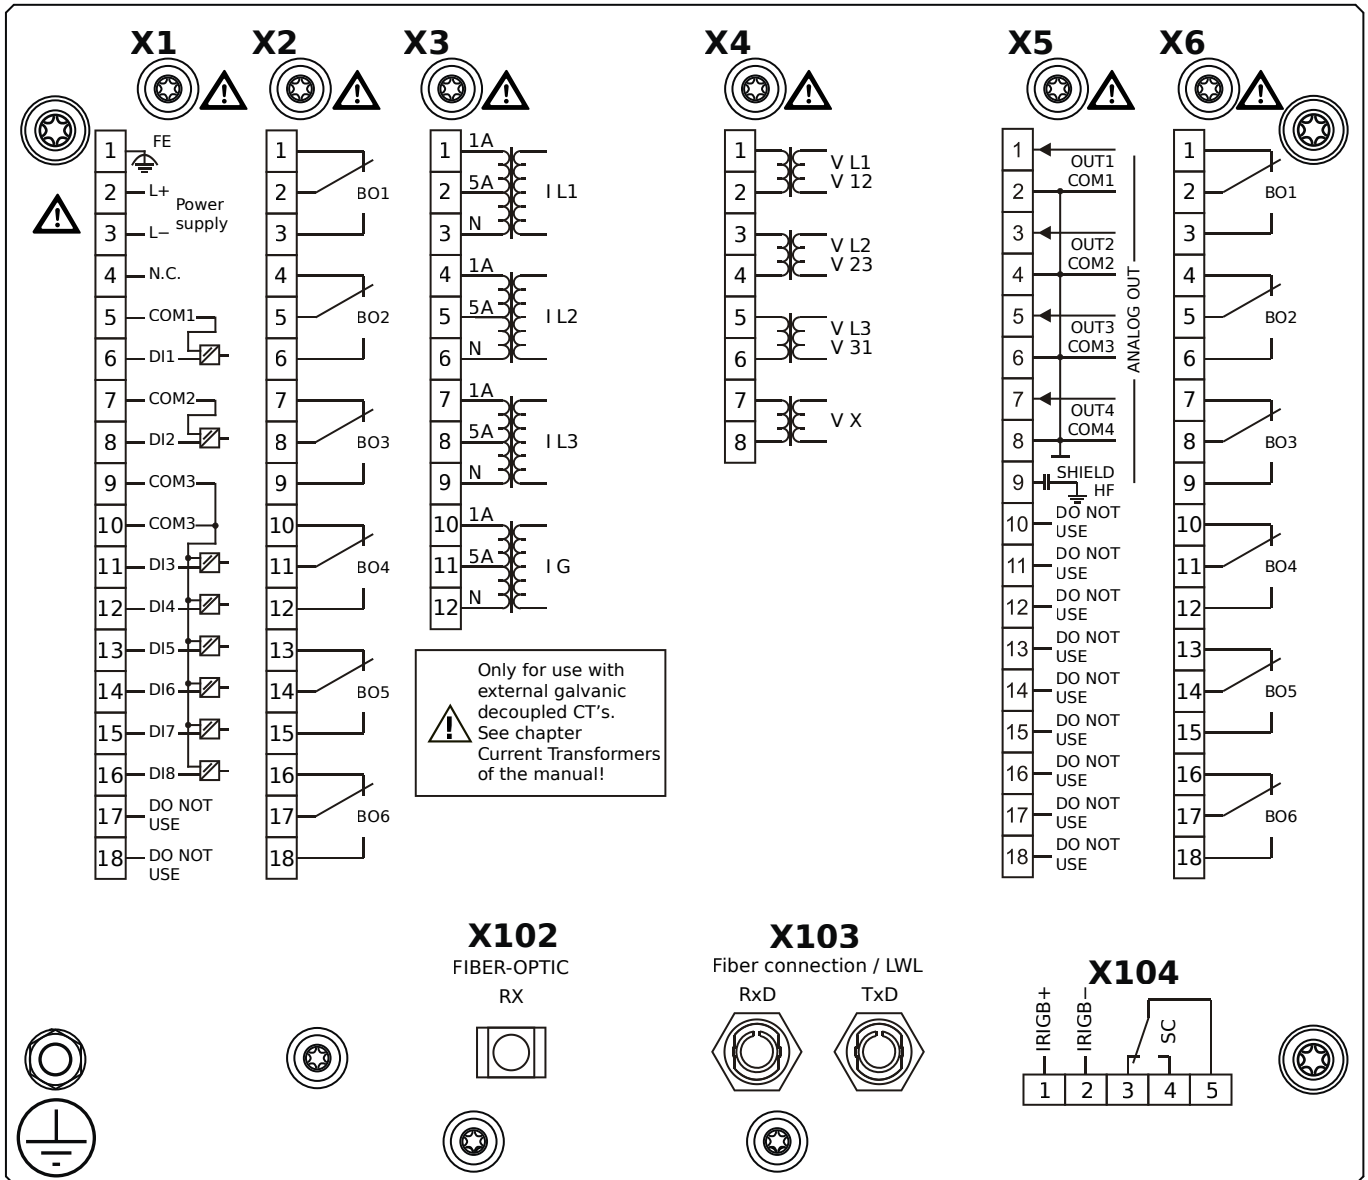 X1 X2 X3 X4 X5 X6
1 FE
2 L+
Power
supply
3 L−
4 N.C.
5 COM1
6 DI1
7 COM2
8 DI2
9 COM3
10 COM3
11 DI3
12 DI4
13 DI5
14 DI6
15 DI7
16 DI8
17 DO NOT
USE
18 DO NOT
USE
1
2 BO1
3
4
5 BO2
6
7
8 BO3
9
10
11 BO4
12
13
14 BO5
15
16
17 BO6
18
1 1A
2 5A I L1
3 N
4 1A
5 5A I L2
6 N
7 1A
8 5A I L3
9 N
10 1A
11 5A I G
12 N
Only for use with
external galvanic
decoupled CT's.
See chapter
Current Transformers
of the manual!
1 V L1
2 V 12
3 V L2
4 V 23
5 V L3
6 V 31
7
V X
8
1
OUT1
2 COM1
3
OUT2
4 COM2
5
OUT3
6 COM3
7
OUT4
8 COM4
ANALOG OUT
9 SHIELD
HF
10 DO NOT
USE
11 DO NOT
USE
12 DO NOT
USE
13 DO NOT
USE
14 DO NOT
USE
15 DO NOT
USE
16 DO NOT
USE
17 DO NOT
USE
18 DO NOT
USE
1
2 BO1
3
4
5 BO2
6
7
8 BO3
9
10
11 BO4
12
13
14 BO5
15
16
17 BO6
18
X102
FIBER-OPTIC
RX
X103
Fiber connection / LWL
RxD TxD
X104
IRIGB+ IRIGB− SC
1 2 3 4 5